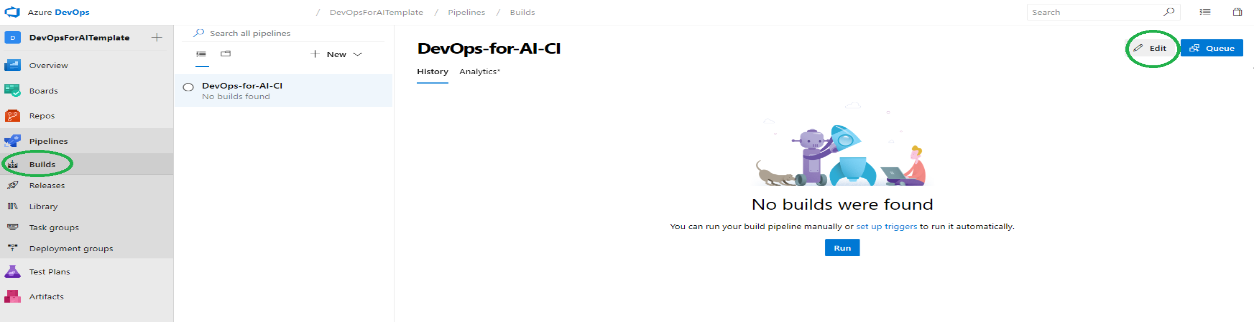 Azure DevOps / DevOpsForAITemplate / Pipelines / Builds Search
D DevOpsForAITemplate
Overview
Boards
Repos
Pipelines
Builds
Releases
Library
Task groups
Deployment groups
Test Plans
Artifacts
Search all pipelines
New
DevOps-for-AI-CI
No builds found
DevOps-for-AI-CI
Edit
Queue
History Analytics*
No builds were found
You can run your build pipeline manually or set up triggers to run it automatically.
Run